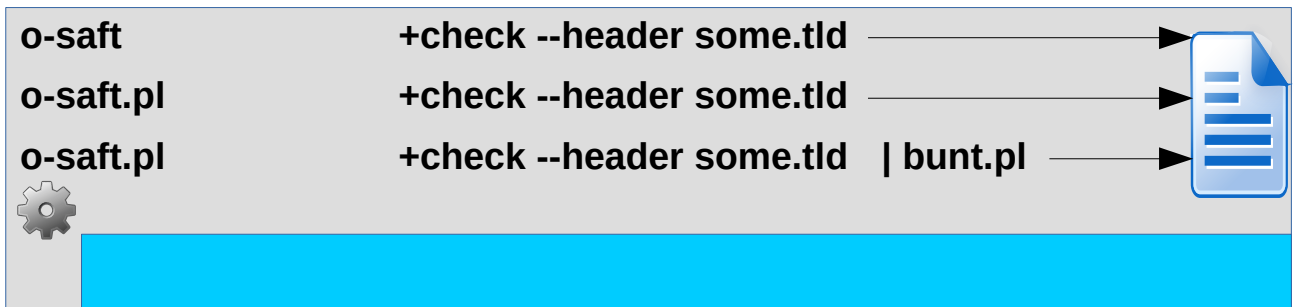 o-saft +check --header some.tld
o-saft.pl +check --header some.tld
o-saft.pl +check --header some.tld | bunt.pl